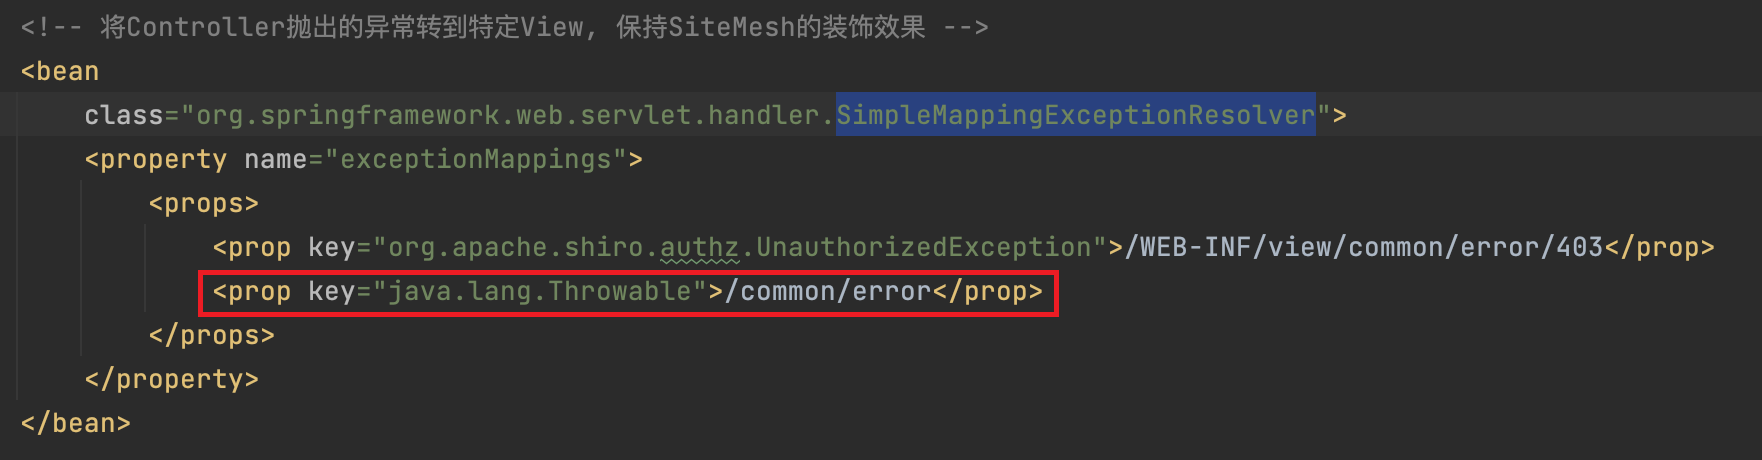 <!-- 将Controller抛出的异常转到特定View, 保持SiteMesh的装饰效果 -->
<bean
    class="org.springframework.web.servlet.handler.SimpleMappingExceptionResolver">
    <property name="exceptionMappings">
        <props>
            <prop key="org.apache.shiro.authz.UnauthorizedException">/WEB-INF/view/common/error/403</prop>
            <prop key="java.lang.Throwable">/common/error</prop>
        </props>
    </property>
</bean>